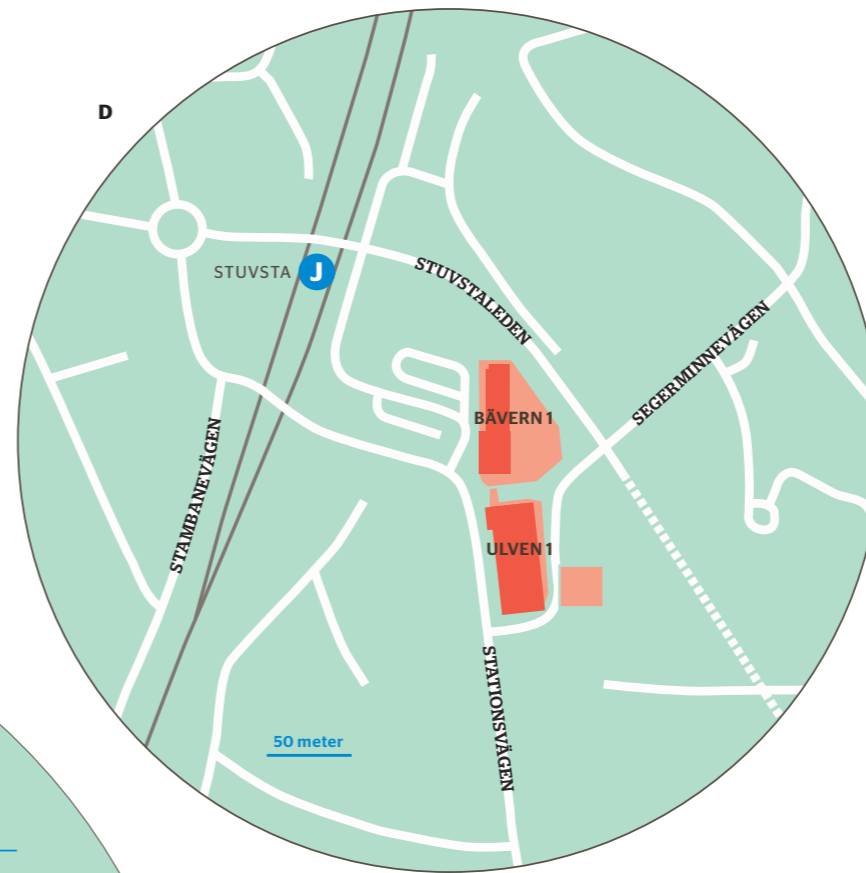 D
STUVSTA J
STUVSTALEDEN
SEGERMINNEVÄGEN
BÄVERN 1
STAMBANEVÄGEN
ULVEN 1
STATIONSVÄGEN
50 meter